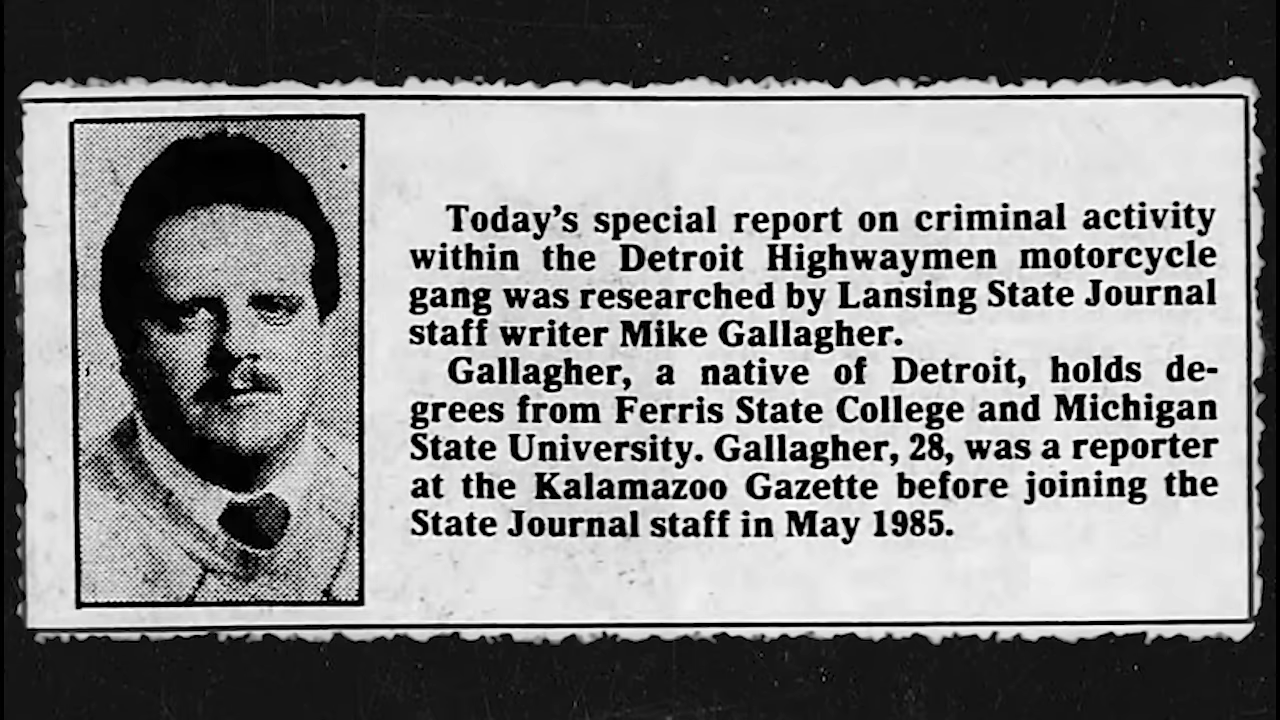 Today's special report on criminal activity
within the Detroit Highwaymen motorcycle
gang was researched by Lansing State Journal
staff writer Mike Gallagher.
Gallagher, a native of Detroit, holds de-
grees from Ferris State College and Michigan
State University. Gallagher, 28, was a reporter
at the Kalamazoo Gazette before joining the
State Journal staff in May 1985.